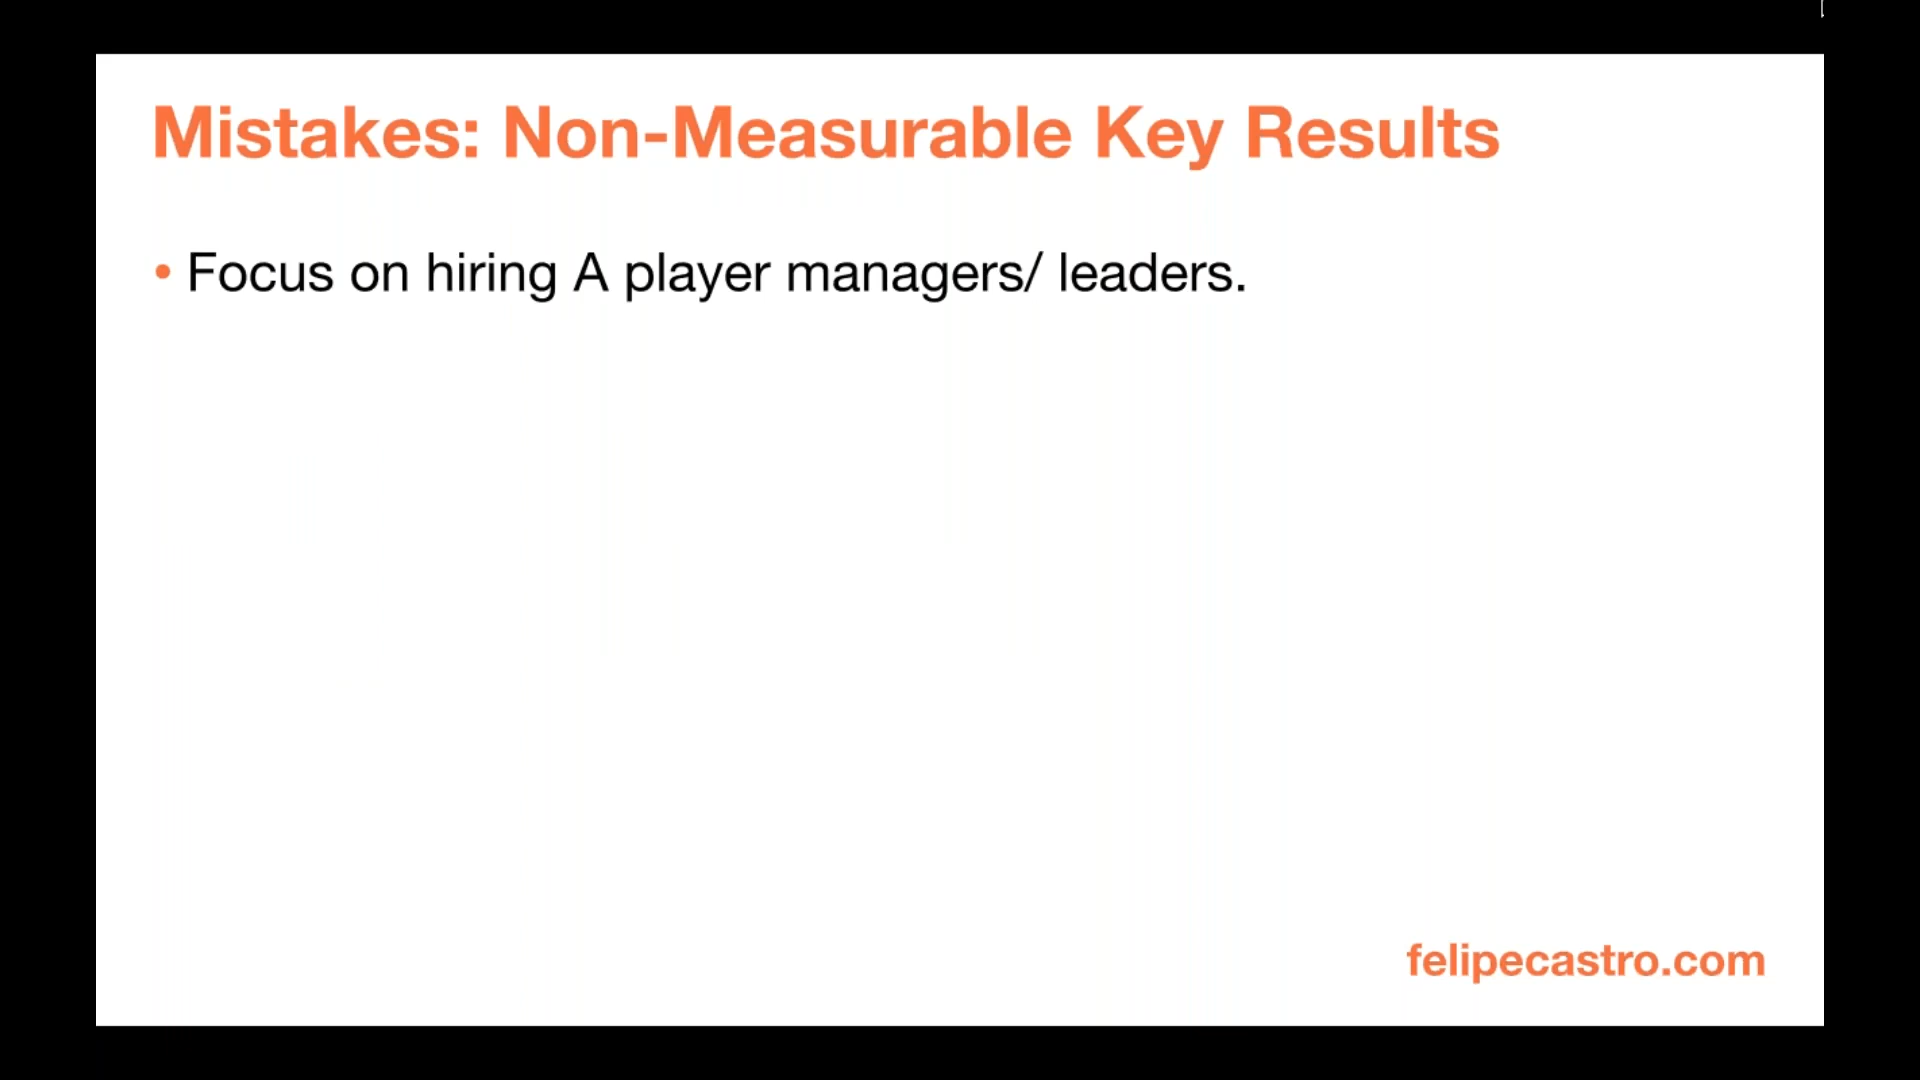 Mistakes: Non-Measurable Key Results
• Focus on hiring A player managers/ leaders.
felipecastro.com